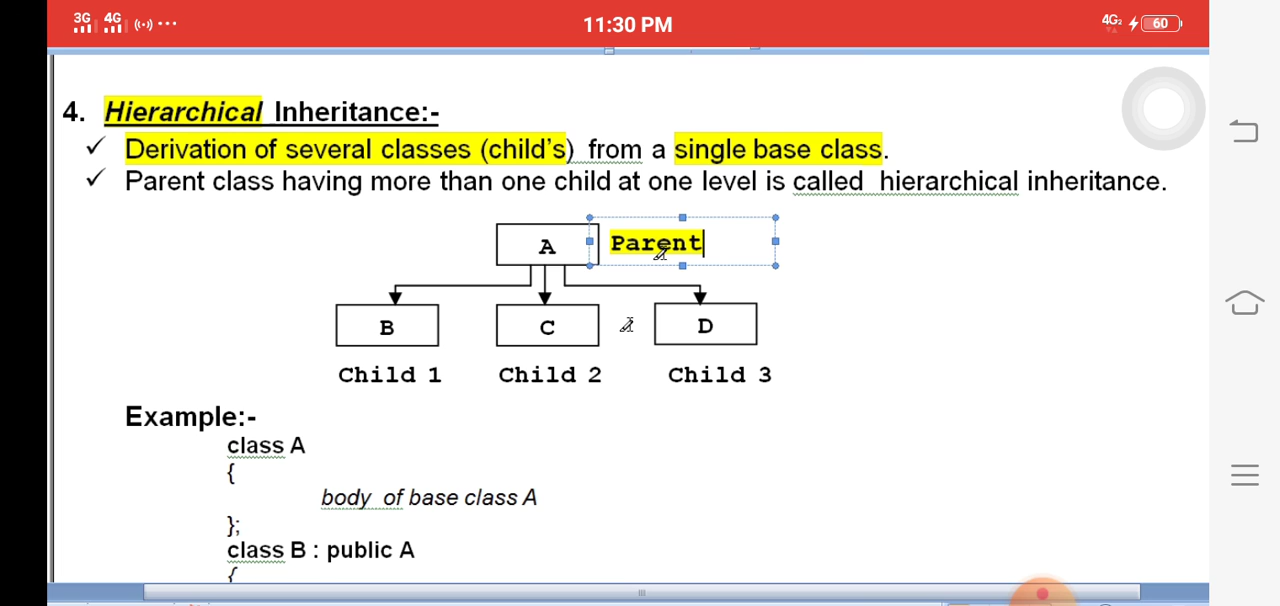 3G 4G 11:30 PM 4G2 60
4. Hierarchical Inheritance:-
✓ Derivation of several classes (child's) from a single base class.
✓ Parent class having more than one child at one level is called hierarchical inheritance.
A Parent
B C D
Child 1 Child 2 Child 3
Example:-
class A
{
body of base class A
};
class B : public A
{